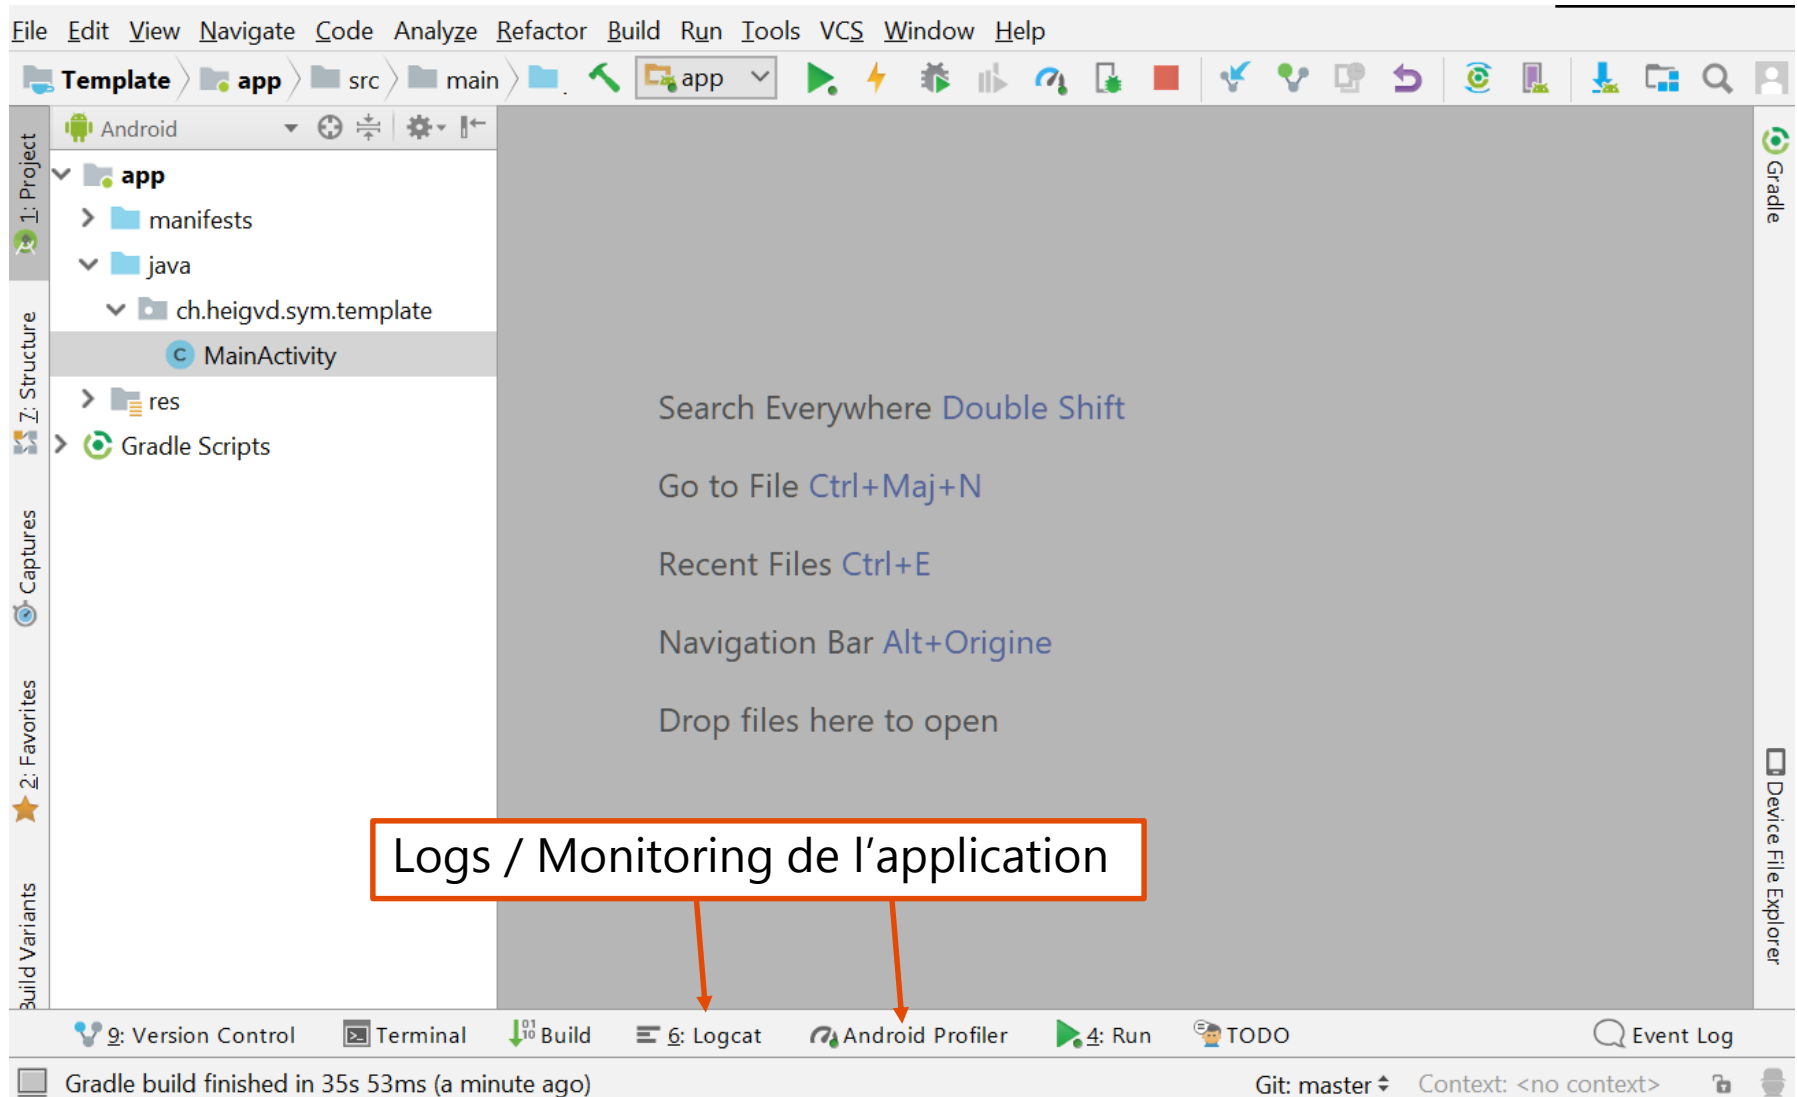 File Edit View Navigate Code Analyze Refactor Build Run Tools VCS Window Help
Template app src main app
Android
1: Project
7: Structure
Captures
2: Favorites
Build Variants
app
manifests
java
ch.heigvd.sym.template
C MainActivity
res
Gradle Scripts
Search Everywhere Double Shift
Go to File Ctrl+Maj+N
Recent Files Ctrl+E
Navigation Bar Alt+Origine
Drop files here to open
Logs / Monitoring de l’application
Gradle
Device File Explorer
9: Version Control Terminal Build 6: Logcat Android Profiler 4: Run TODO Event Log
Gradle build finished in 35s 53ms (a minute ago) Git: master Context: <no context>